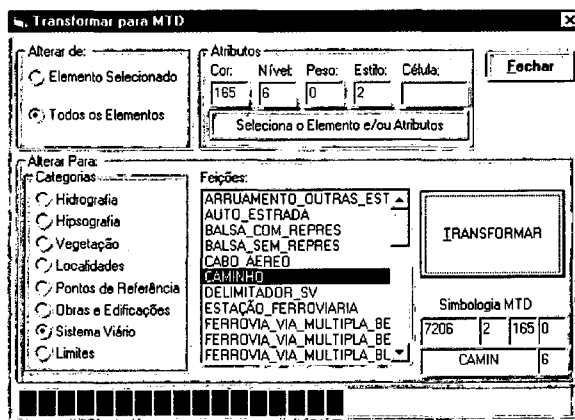 Transformar para MTD
Alterar de:
Elemento Selecionado
Todos os Elementos
Atributos
Cor: Nível: Peso: Estilo: Célula:
165 6 0 2
Seleciona o Elemento e/ou Atributos
Fechar
Alterar Para:
Categorias
Hidrografia
Hipsografia
Vegetação
Localidades
Pontos de Referência
Obras e Edificações
Sistema Viário
Limites
Feições:
ARRUAMENTO_OUTRAS_EST
AUTO_ESTRADA
BALSA_COM_REPRES
BALSA_SEM_REPRES
CABO_AEREO
CAMINHO
DELIMITADOR_SV
ESTAÇÃO_FERROVIARIA
FERROVIA_VIA_MULTIPLA_BE
FERROVIA_VIA_MULTIPLA_BE
FERROVIA_VIA_MULTIPLA_BL
TRANSFORMAR
Simbologia MTD
7206 2 165 0
CAMIN 6